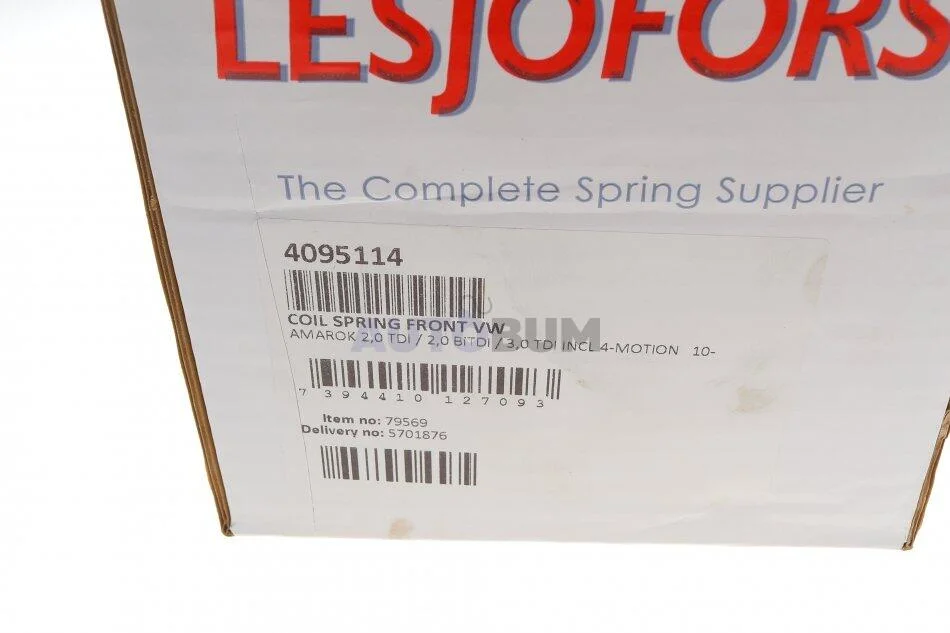 LESJOFORS
The Complete Spring Supplier
4095114
COIL SPRING FRONT VW
AMAROK 2,0 TDI / 2,0 BITDI / 3,0 TDI INCL 4-MOTION 10-
AUTOBUM
7 394410 127093
Item no: 79569
Delivery no: 5701876